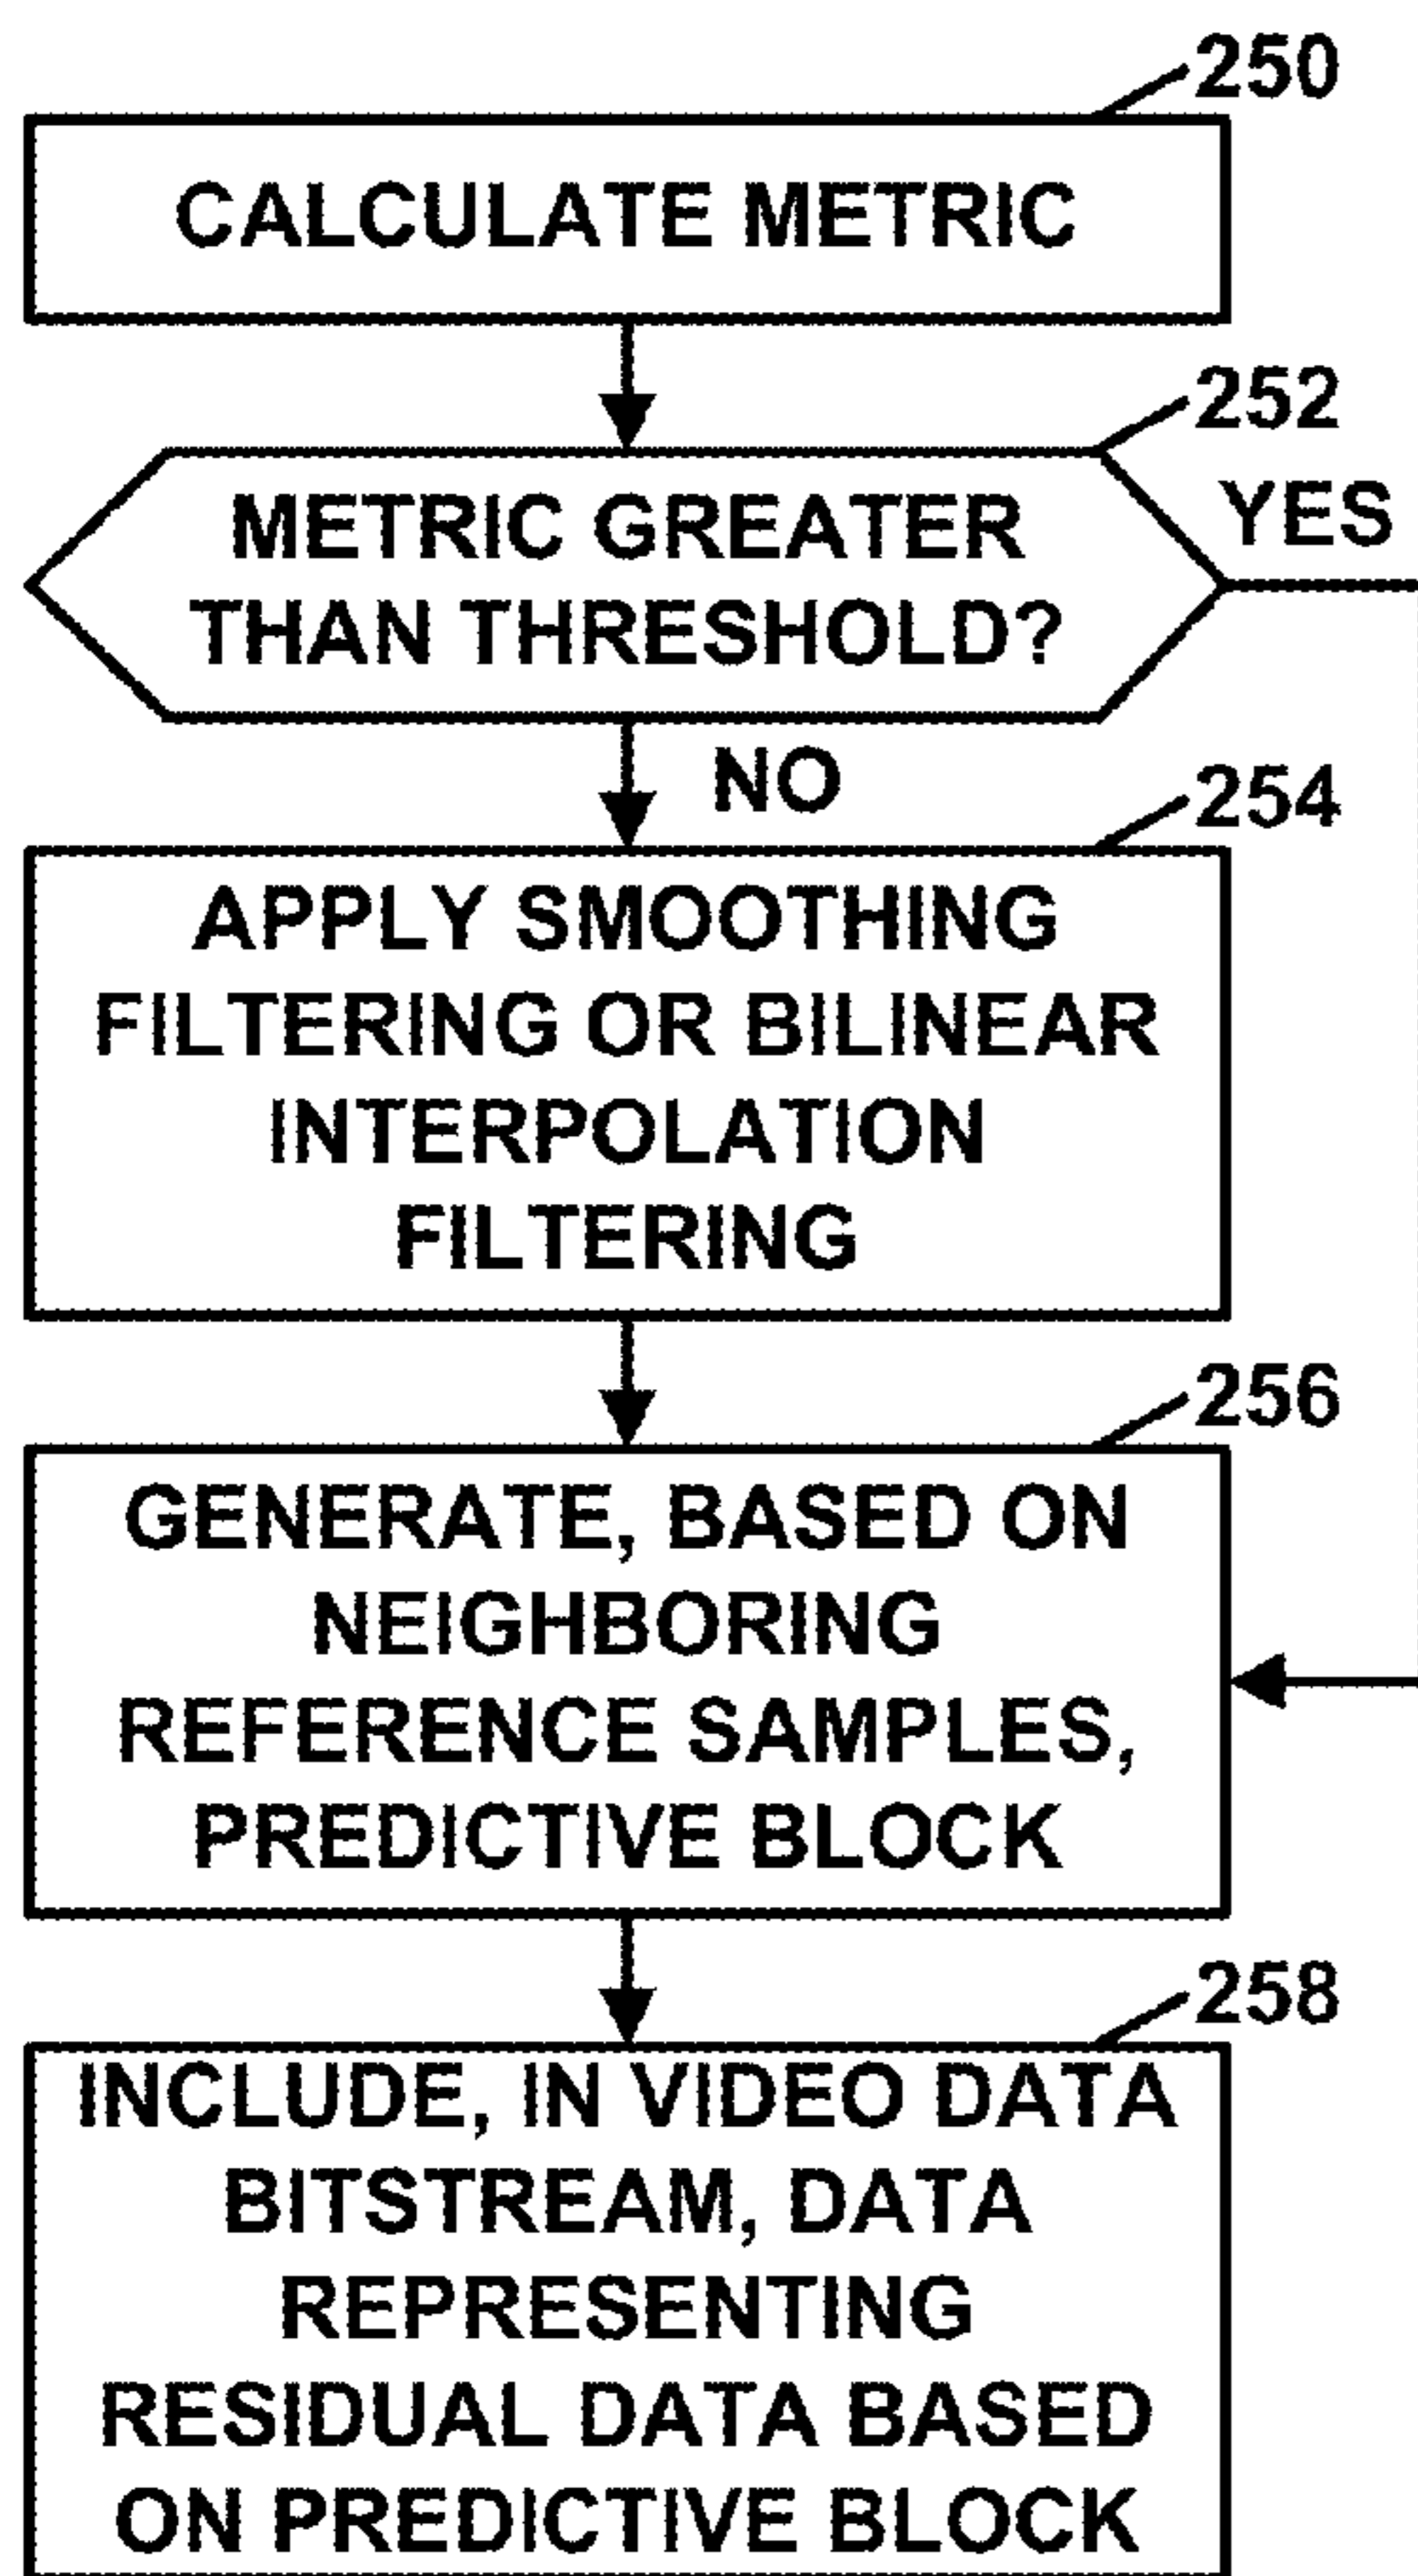 250
CALCULATE METRIC
252
METRIC GREATER
THAN THRESHOLD?
YES
NO
254
APPLY SMOOTHING
FILTERING OR BILINEAR
INTERPOLATION
FILTERING
256
GENERATE, BASED ON
NEIGHBORING
REFERENCE SAMPLES,
PREDICTIVE BLOCK
258
INCLUDE, IN VIDEO DATA
BITSTREAM, DATA
REPRESENTING
RESIDUAL DATA BASED
ON PREDICTIVE BLOCK